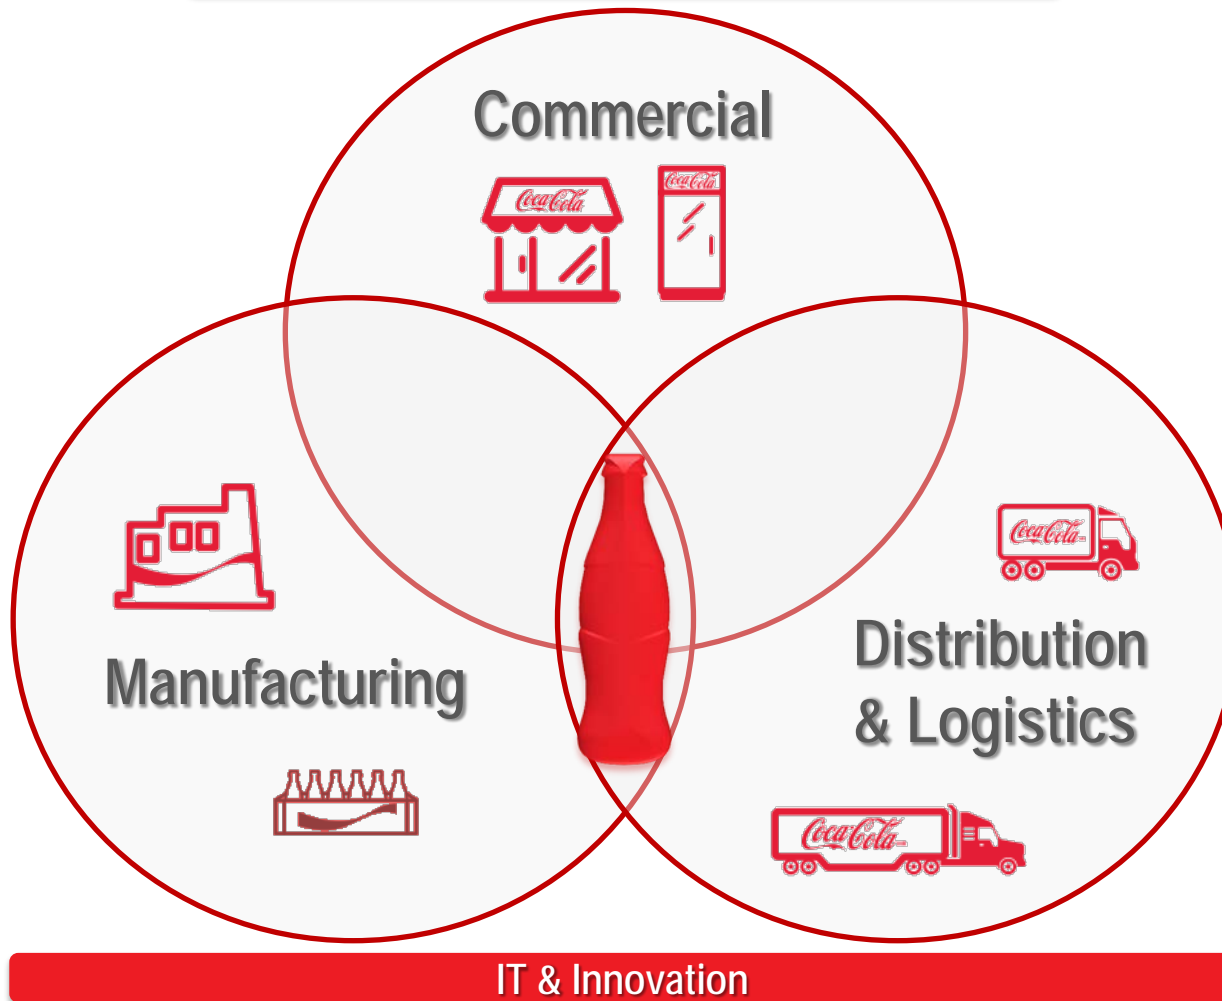 Commercial
Coca-Cola
Coca-Cola
Coca-Cola
Manufacturing
Distribution
& Logistics
Coca-Cola
IT & Innovation